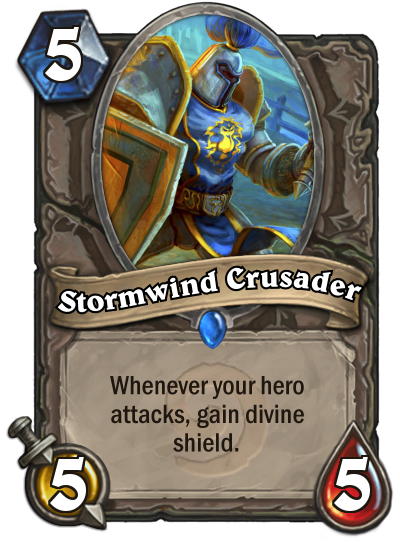 5
Stormwind Crusader
Whenever your hero
attacks, gain divine
shield.
5
5